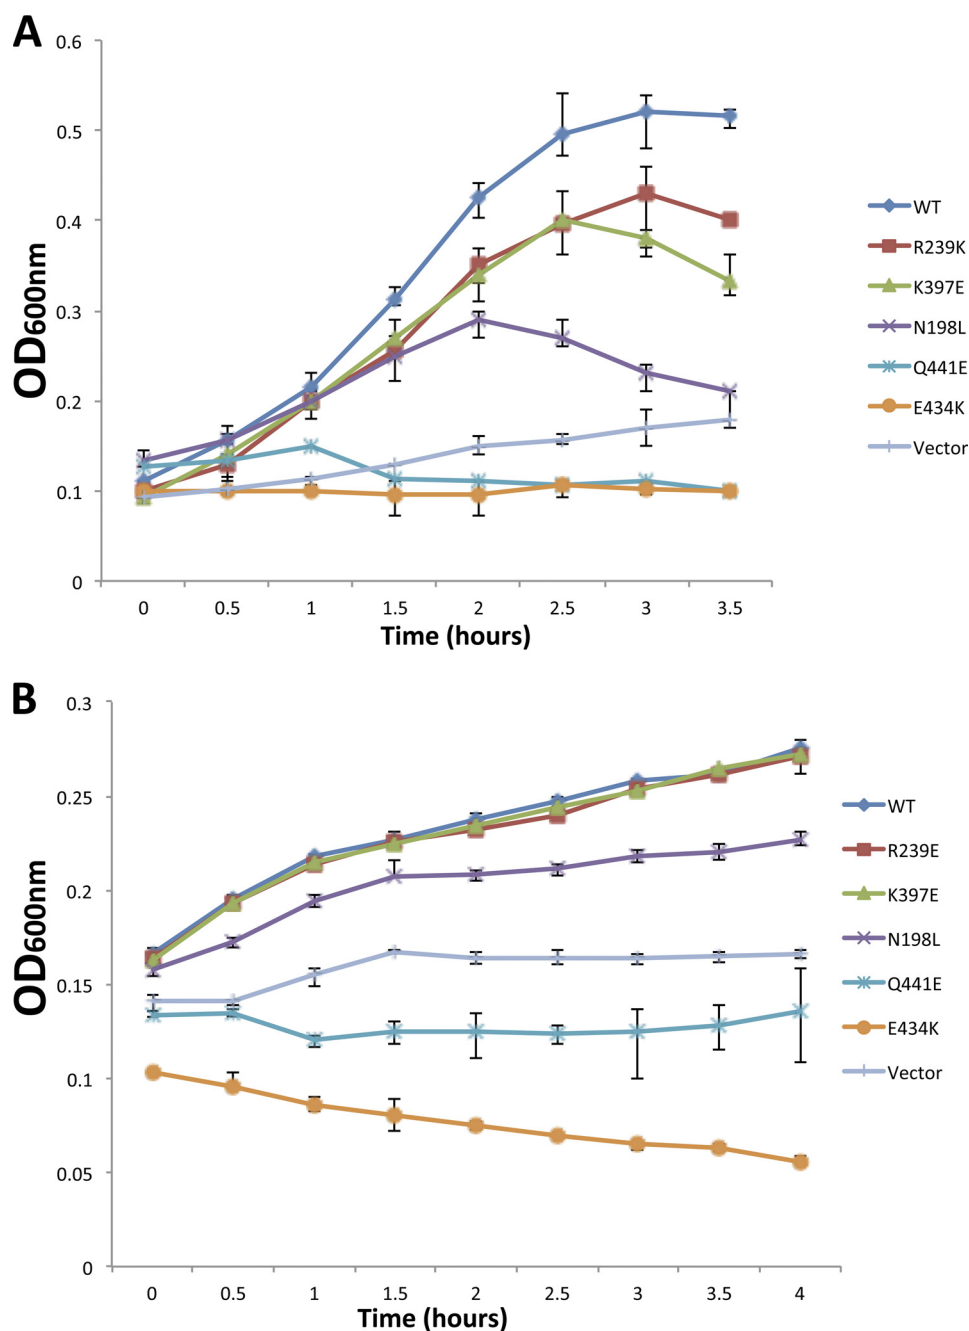 A
0.6
0.5
0.4
0.3
0.2
0.1
0
OD600nm
0 0.5 1 1.5 2 2.5 3 3.5
Time (hours)
WT
R239K
K397E
N198L
Q441E
E434K
Vector
B
0.3
0.25
0.2
0.15
0.1
0.05
0
OD600nm
0 0.5 1 1.5 2 2.5 3 3.5 4
Time (hours)
WT
R239E
K397E
N198L
Q441E
E434K
Vector